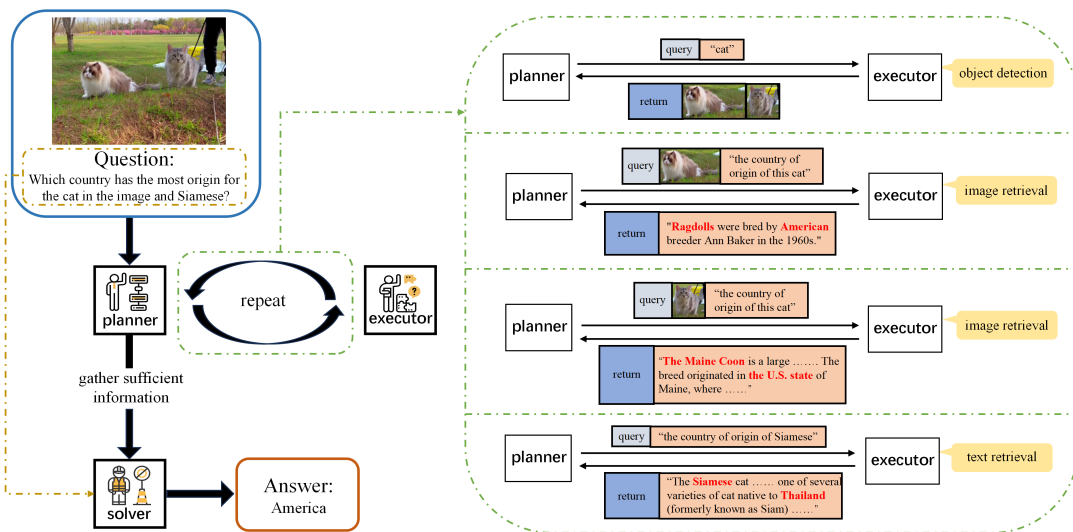 Question:
Which country has the most origin for
the cat in the image and Siamese?
planner
repeat
executor
gather sufficient
information
solver
Answer:
America
planner
query
"cat"
return
executor
object detection
planner
query
"the country of
origin of this cat"
return
"Ragdolls were bred by American
breeder Ann Baker in the 1960s."
executor
image retrieval
planner
query
"the country of
origin of this cat"
return
"The Maine Coon is a large ……. The
breed originated in the U.S. state of
Maine, where ……"
executor
image retrieval
planner
query
"the country of origin of Siamese"
return
"The Siamese cat …… one of several
varieties of cat native to Thailand
(formerly known as Siam) ……"
executor
text retrieval